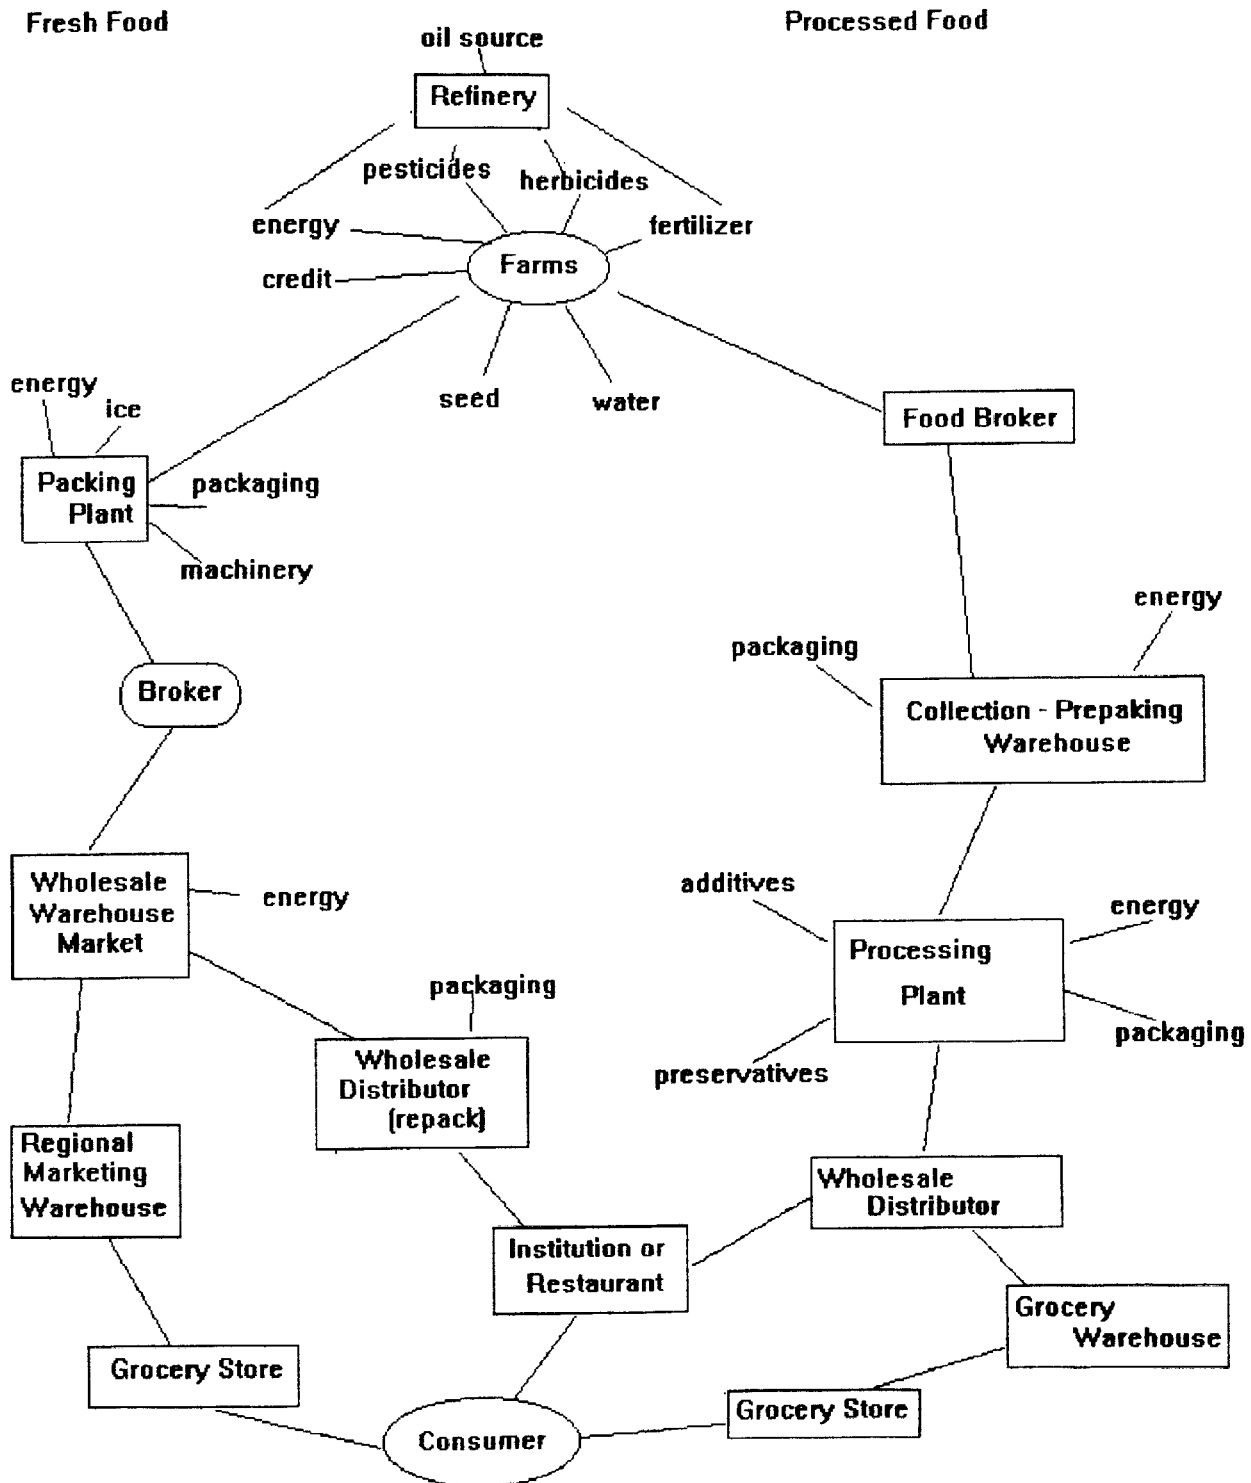 Fresh Food
Processed Food
oil source
Refinery
pesticides
herbicides
energy
fertilizer
Farms
credit
energy
ice
seed
water
Food Broker
Packing
Plant
packaging
machinery
energy
packaging
Broker
Collection - Prepaking
Warehouse
Wholesale
Warehouse
Market
energy
additives
energy
Processing
Plant
packaging
packaging
preservatives
Wholesale
Distributor
(repack)
Regional
Marketing
Warehouse
Wholesale
Distributor
Institution or
Restaurant
Grocery
Warehouse
Grocery Store
Grocery Store
Consumer